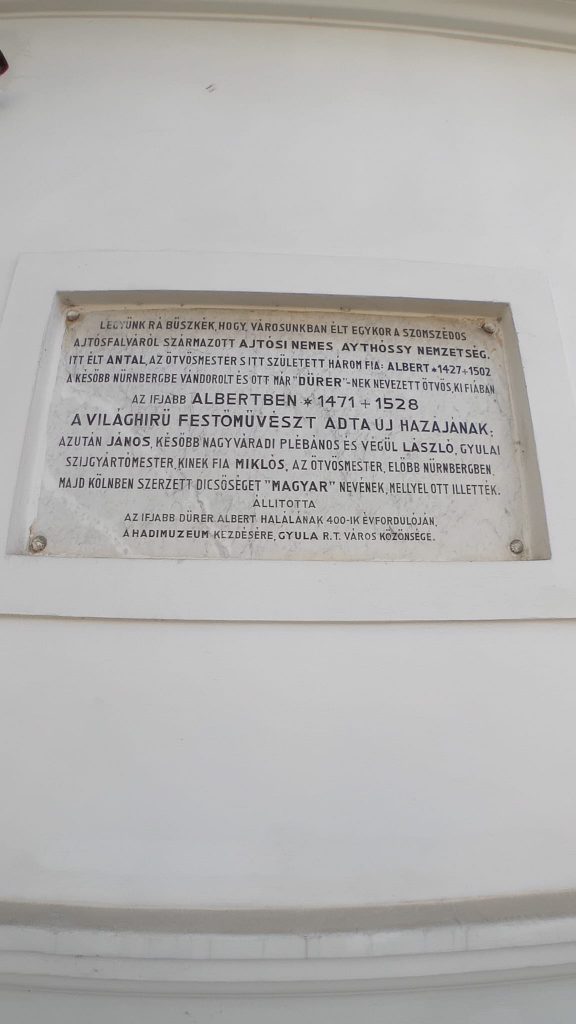 LEGYÜNK RÁ BÜSZKÉK, HOGY VÁROSUNKBAN ÉLT EGYKOR A SZOMSZÉDOS
AJTÓSFALVÁRÓL SZÁRMAZOTT AJTÓSI NEMES AYTHÓSSY NEMZETSÉG.
ITT ÉLT ANTAL, AZ ÖTVÖSMESTER S ITT SZÜLETETT HÁROM FIA: ALBERT * 1427 + 1502
A KÉSŐBB NÜRNBERGBE VÁNDOROLT ÉS OTT MÁR "DÜRER"-NEK NEVEZETT ÖTVÖS, KI FIÁBAN
AZ IFJABB ALBERTBEN * 1471 + 1528
A VILÁGHIRÜ FESTŐMÜVÉSZT ADTA UJ HAZÁJÁNAK;
AZUTÁN JÁNOS, KÉSŐBB NAGYVÁRADI PLÉBÁNOS ÉS VÉGÜL LÁSZLÓ, GYULAI
SZIJGYÁRTÓMESTER, KINEK FIA MIKLÓS, AZ ÖTVÖSMESTER, ELŐBB NÜRNBERGBEN,
MAJD KÖLNBEN SZERZETT DICSŐSÉGET "MAGYAR" NEVÉNEK, MELLYEL OTT ILLETTÉK.
ÁLLITOTTA
AZ IFJABB DÜRER ALBERT HALÁLÁNAK 400-IK ÉVFORDULÓJÁN,
A HADIMUZEUM KEZDÉSÉRE, GYULA R.T. VÁROS KÖZÖNSÉGE.